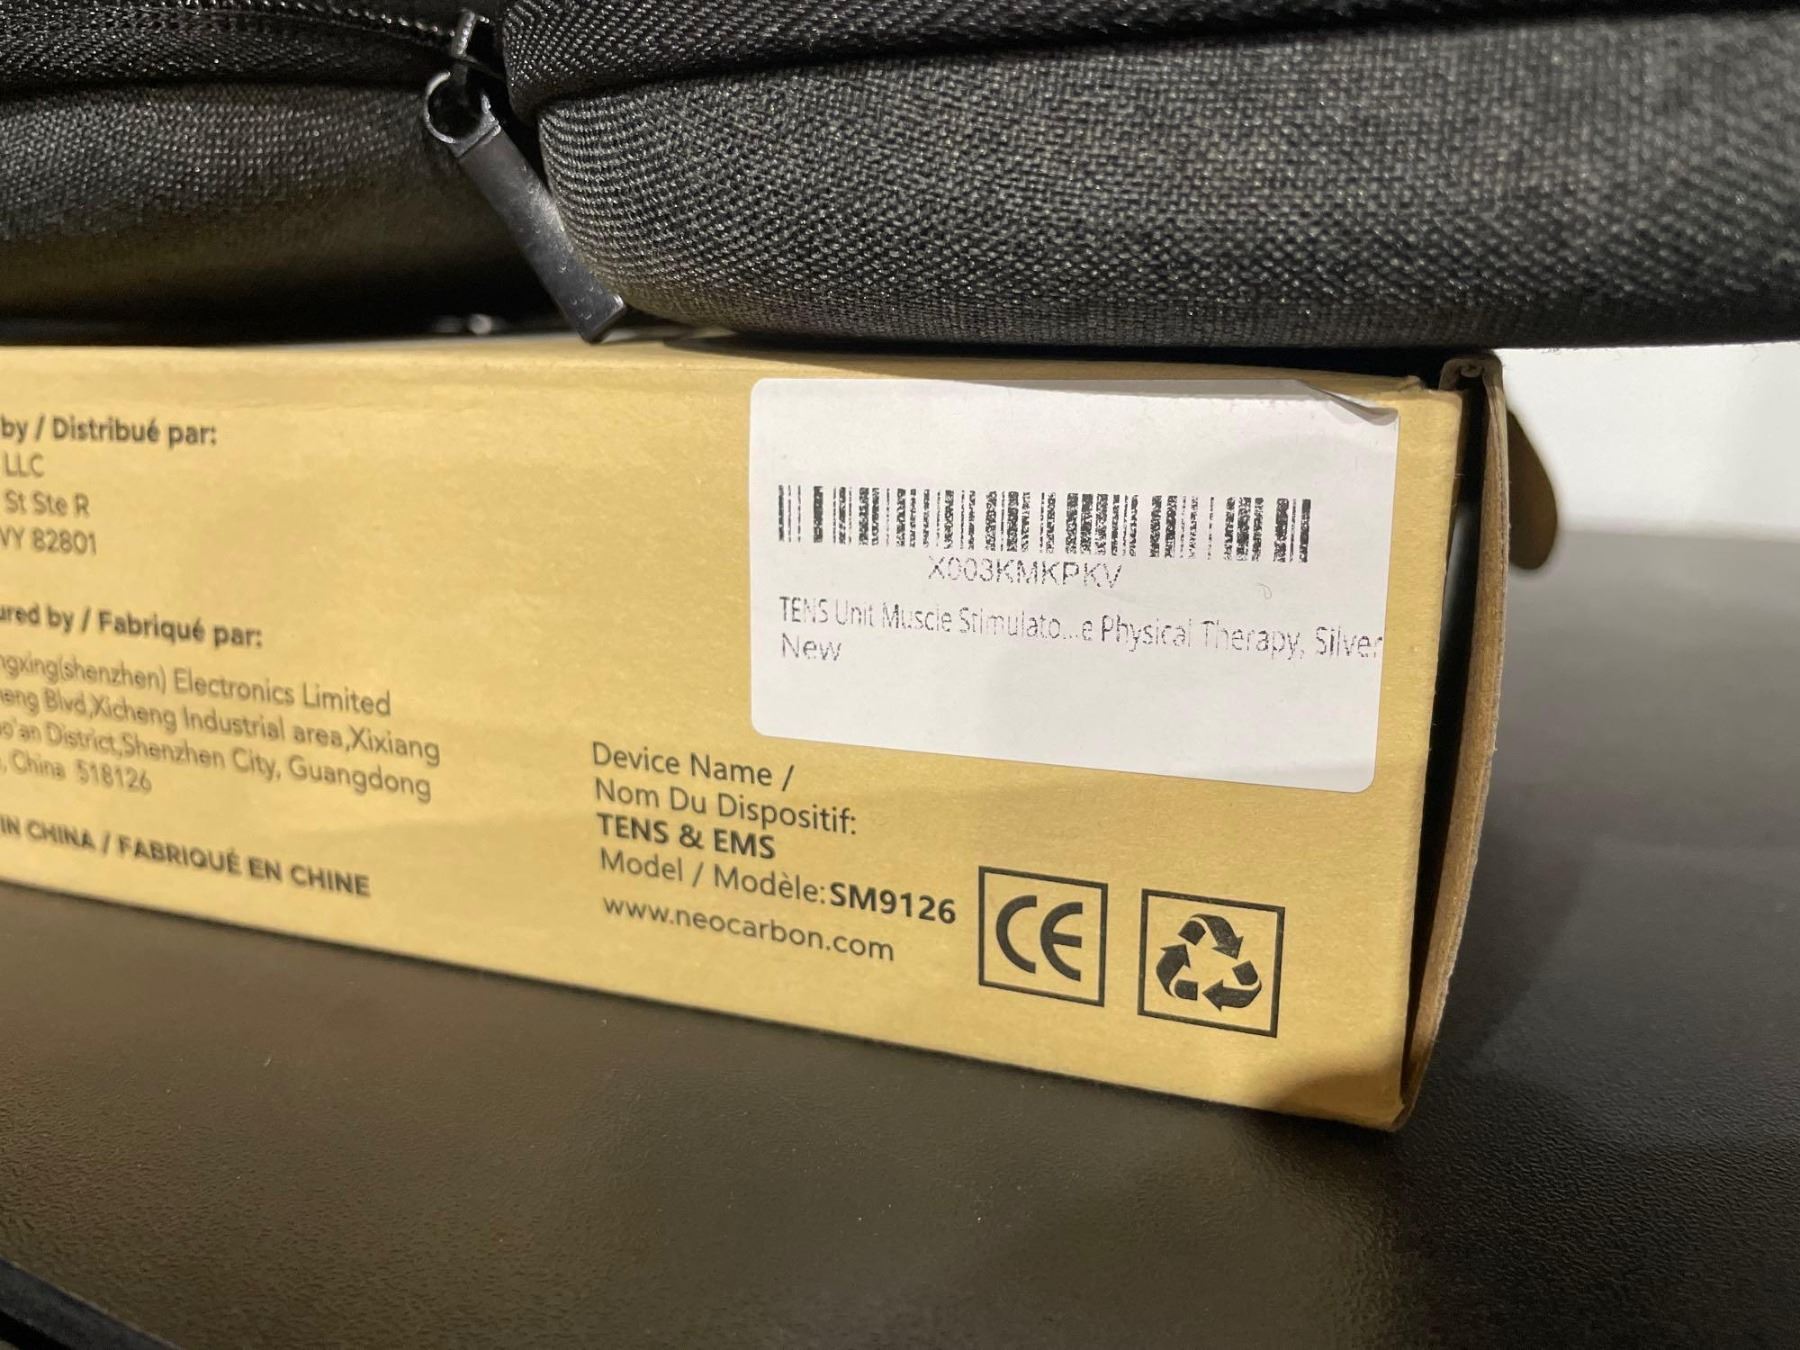 by / Distribué par:
LLC
St Ste R
WY 82801
ured by / Fabriqué par:
ngxing(shenzhen) Electronics Limited
eng Blvd,Xicheng Industrial area,Xixiang
o'an District,Shenzhen City, Guangdong
, China 518126
IN CHINA / FABRIQUÉ EN CHINE
X003KMKPKV
TENS Unit Muscle Stimulato...e Physical Therapy, Silver
New
Device Name /
Nom Du Dispositif:
TENS & EMS
Model / Modèle:SM9126
www.neocarbon.com
CE